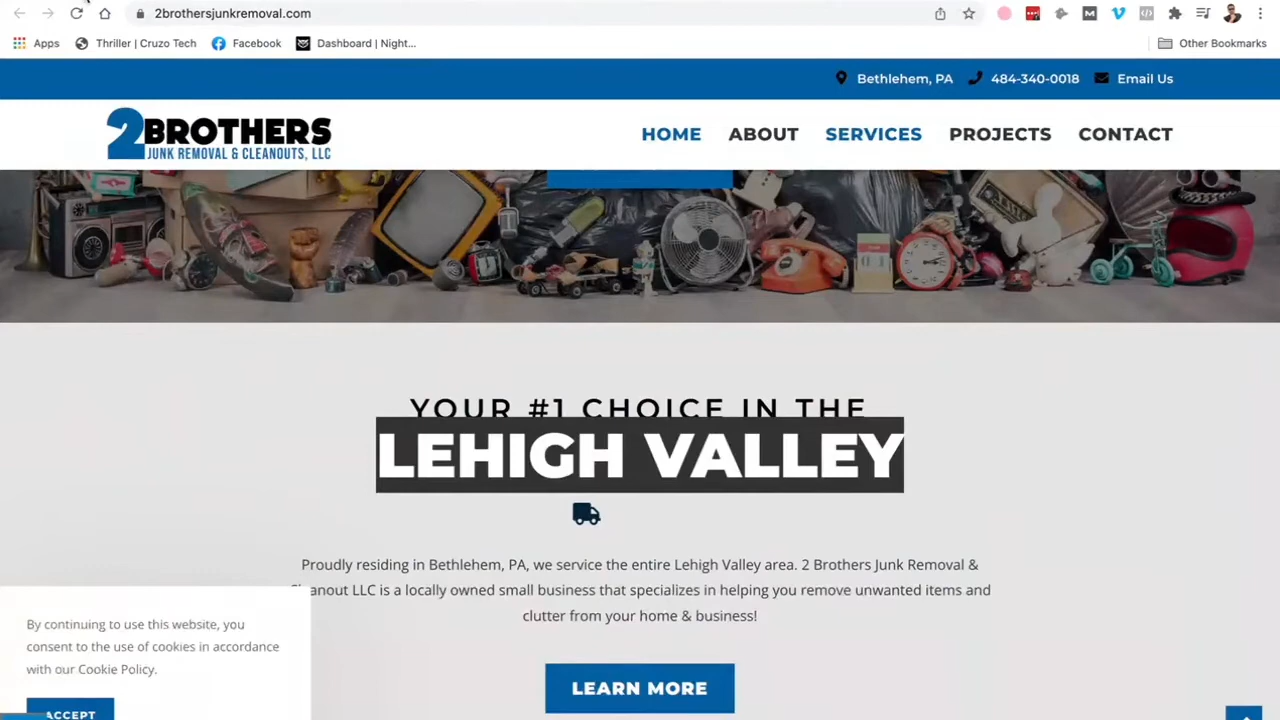 2brothersjunkremoval.com
Apps
Thriller | Cruzo Tech
Facebook
Dashboard | Night...
Other Bookmarks
Bethlehem, PA
484-340-0018
Email Us
2BROTHERS
JUNK REMOVAL & CLEANOUTS, LLC
HOME
ABOUT
SERVICES
PROJECTS
CONTACT
YOUR #1 CHOICE IN THE
LEHIGH VALLEY
Proudly residing in Bethlehem, PA, we service the entire Lehigh Valley area. 2 Brothers Junk Removal &
Cleanout LLC is a locally owned small business that specializes in helping you remove unwanted items and
clutter from your home & business!
By continuing to use this website, you
consent to the use of cookies in accordance
with our Cookie Policy.
ACCEPT
LEARN MORE